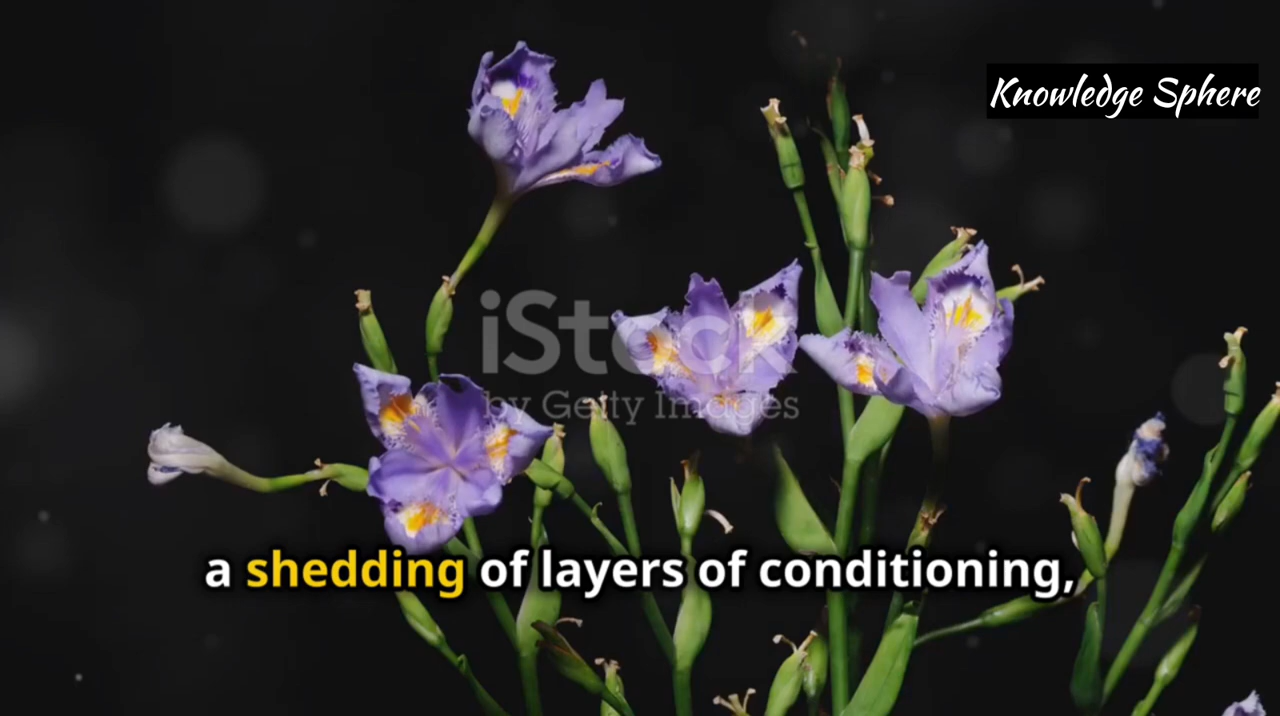 Knowledge Sphere
iStock
by Getty Images
a shedding of layers of conditioning,